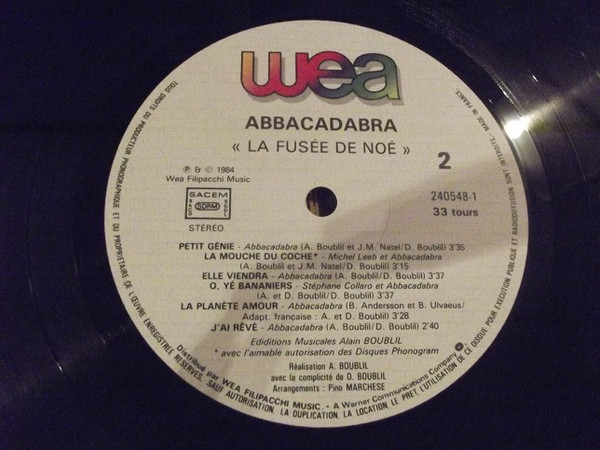 wea
ABBACADABRA
« LA FUSÉE DE NOÉ »
2
℗ & © 1984
Wea Filipacchi Music
SACEM
SDRM
STÉRÉO
240548-1
33 tours
PETIT GÉNIE - Abbacadabra (A. Boublil et J.M. Natel/D. Boublil) 3'35
LA MOUCHE DU COCHE* - Michel Leeb et Abbacadabra
(A. Boublil et J.M. Natel/D. Boublil) 3'15
ELLE VIENDRA - Abbacadabra (A. Boublil/D. Boublil) 3'37
O, YÉ BANANIERS - Stéphane Collaro et Abbacadabra
(A. et D. Boublil/D. Boublil) 3'37
LA PLANÈTE AMOUR - Abbacadabra (B. Andersson et B. Ulvaeus/
Adapt. française : A. et D. Boublil) 3'28
J'AI RÊVÉ - Abbacadabra (A. Boublil/D. Boublil) 2'40
Ediditions Musicales Alain BOUBLIL
* avec l'aimable autorisation des Disques Phonogram
Réalisation A. BOUBLIL
avec la complicité de D. BOUBLIL
Arrangements : Pino MARCHESE
Distribué par WEA FILIPACCHI MUSIC. - A Warner Communications Company
TOUS DROITS DU PRODUCTEUR PHONOGRAPHIQUE ET DU PROPRIÉTAIRE DE L'ŒUVRE ENREGISTRÉE RÉSERVÉS. SAUF AUTORISATION, LA DUPLICATION, LA LOCATION, LE PRÊT, L'UTILISATION DE CE DISQUE POUR EXÉCUTION PUBLIQUE ET RADIODIFFUSION SONT INTERDITS. MADE IN FRANCE.